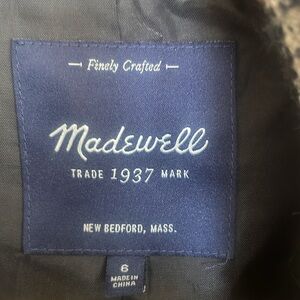 Finely Crafted
Madewell
TRADE 1937 MARK
NEW BEDFORD, MASS.
6
MADE IN
CHINA